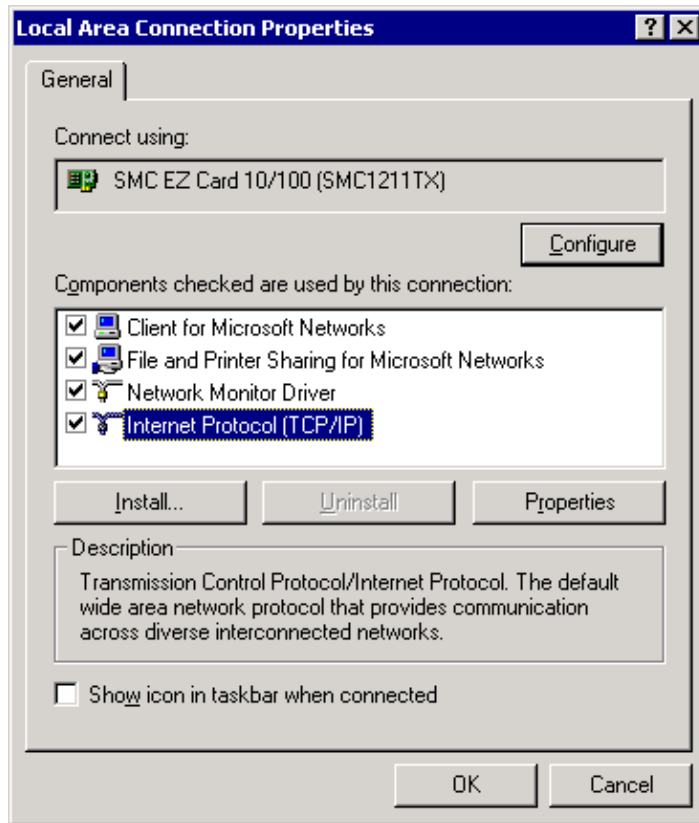 Local Area Connection Properties
General
Connect using:
SMC EZ Card 10/100 (SMC1211TX)
Configure
Components checked are used by this connection:
Client for Microsoft Networks
File and Printer Sharing for Microsoft Networks
Network Monitor Driver
Internet Protocol (TCP/IP)
Install... Uninstall Properties
Description
Transmission Control Protocol/Internet Protocol. The default
wide area network protocol that provides communication
across diverse interconnected networks.
Show icon in taskbar when connected
OK Cancel